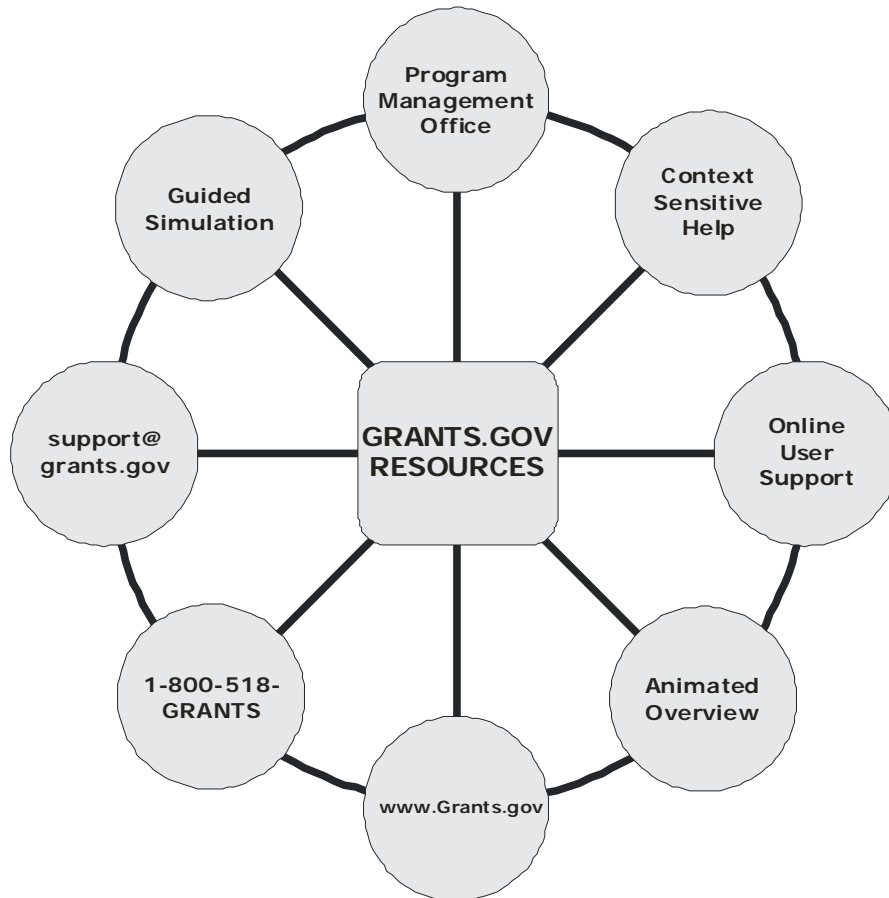 Program
Management
Office
Context
Sensitive
Help
Guided
Simulation
GRANTS.GOV
RESOURCES
support@
grants.gov
Online
User
Support
1-800-518-
GRANTS
Animated
Overview
www.Grants.gov